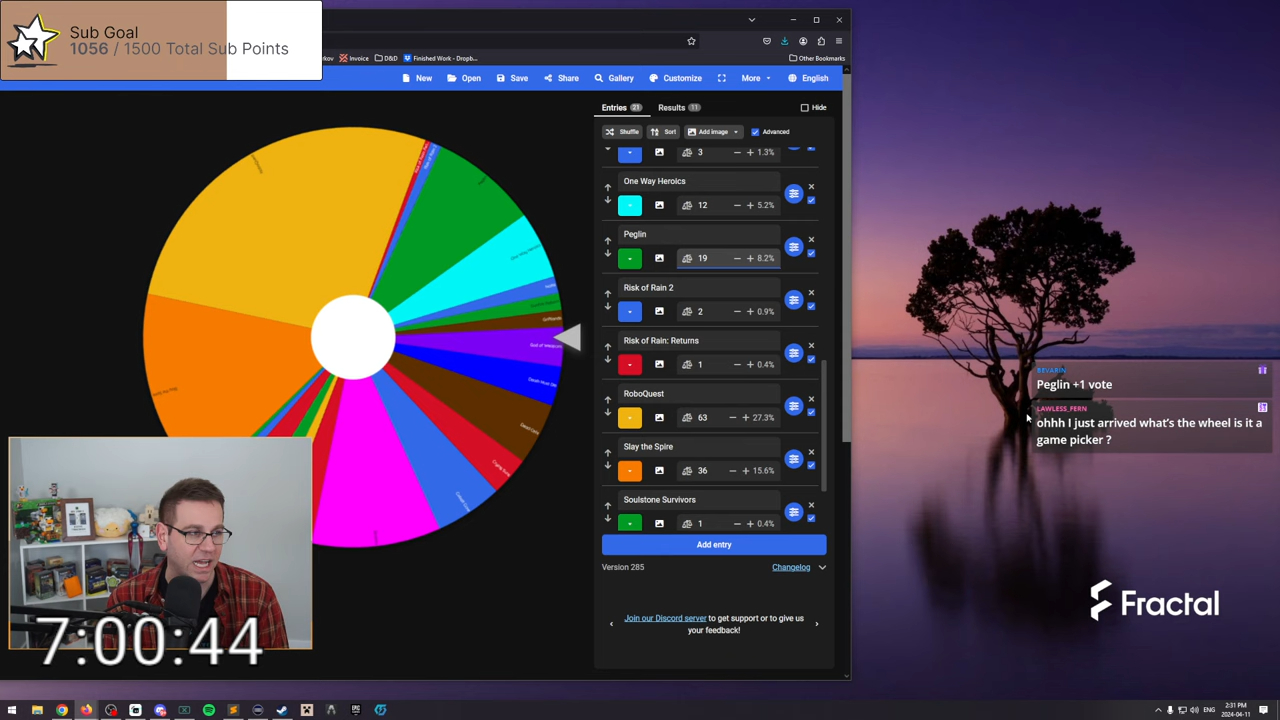 Sub Goal
1056 / 1500 Total Sub Points
Invoice
D&D
Finished Work - Dropb...
Other Bookmarks
New
Open
Save
Share
Gallery
Customize
More
English
Entries 21
Results 11
Hide
Shuffle
Sort
Add image
Advanced
3
1.3%
One Way Heroics
12
5.2%
Peglin
19
8.2%
Risk of Rain 2
2
0.9%
Risk of Rain: Returns
1
0.4%
RoboQuest
63
27.3%
Slay the Spire
36
15.6%
Soulstone Survivors
1
0.4%
Add entry
Version 285
Changelog
Join our Discord server to get support or to give us
your feedback!
BEVARIN
Peglin +1 vote
LAWLESS_FERN
ohhh I just arrived what's the wheel is it a
game picker ?
Fractal
7:00:44
ENG
2:31 PM
2024-04-11